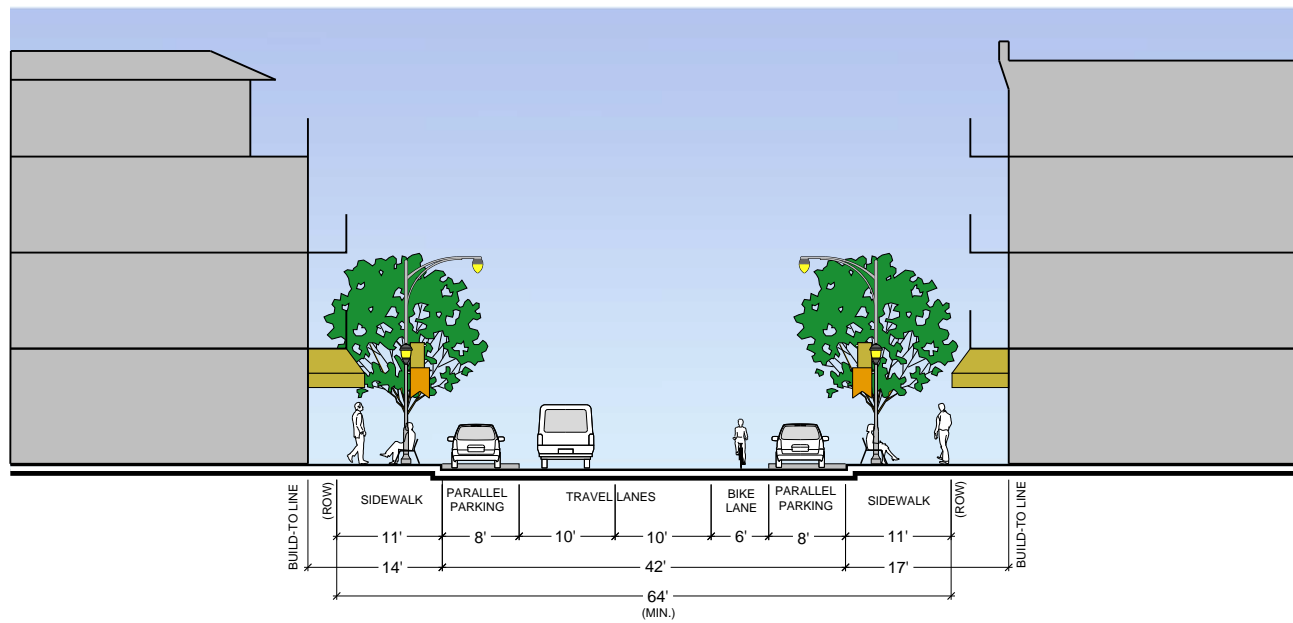 BUILD-TO LINE
(ROW)
SIDEWALK
PARALLEL
PARKING
TRAVEL LANES
BIKE
LANE
PARALLEL
PARKING
SIDEWALK
(ROW)
BUILD-TO LINE
11' 8' 10' 10' 6' 8' 11'
14' 42' 17'
64'
(MIN.)